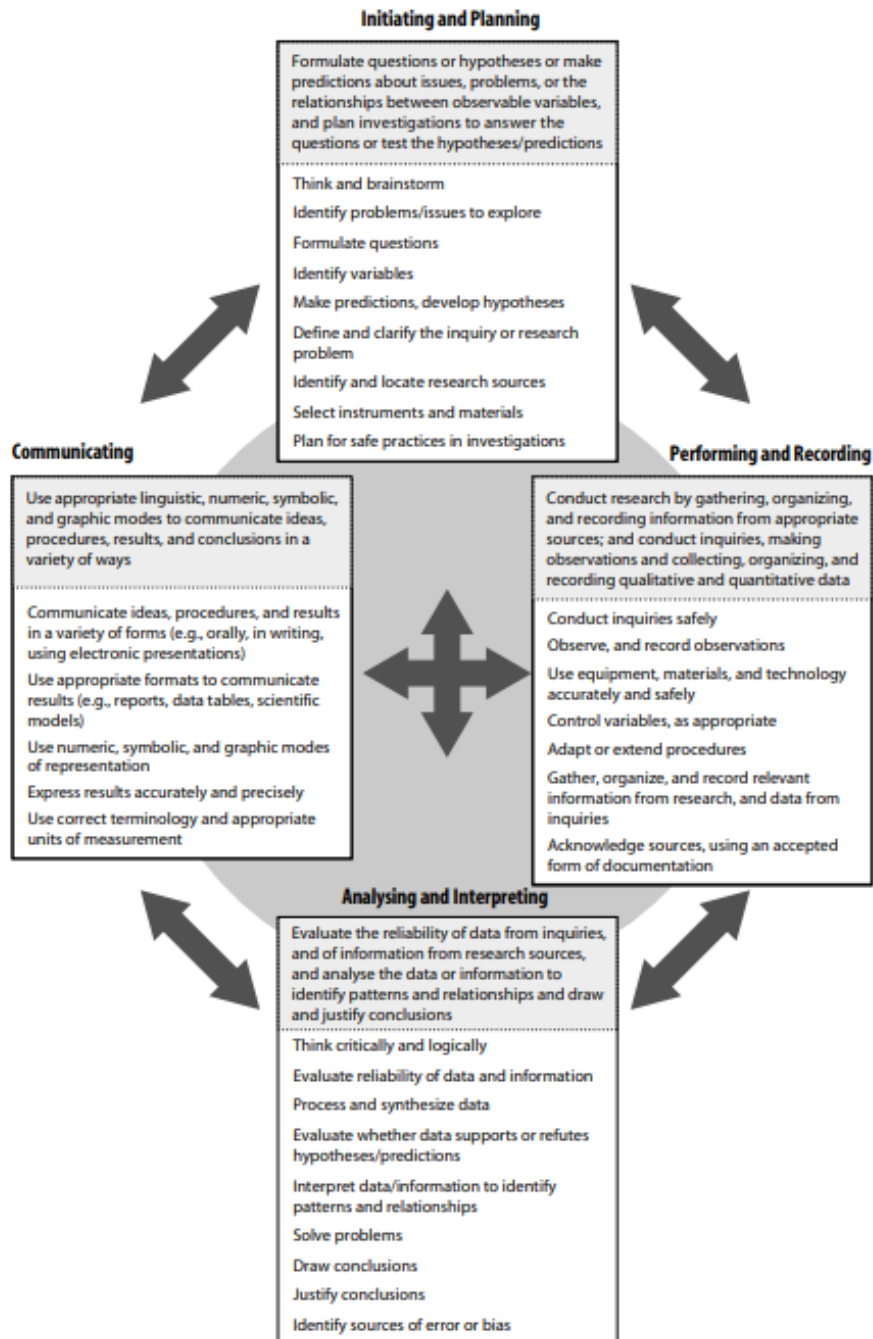 Initiating and Planning
Formulate questions or hypotheses or make
predictions about issues, problems, or the
relationships between observable variables,
and plan investigations to answer the
questions or test the hypotheses/predictions
Think and brainstorm
Identify problems/issues to explore
Formulate questions
Identify variables
Make predictions, develop hypotheses
Define and clarify the inquiry or research
problem
Identify and locate research sources
Select instruments and materials
Plan for safe practices in investigations
Communicating
Use appropriate linguistic, numeric, symbolic,
and graphic modes to communicate ideas,
procedures, results, and conclusions in a
variety of ways
Communicate ideas, procedures, and results
in a variety of forms (e.g., orally, in writing,
using electronic presentations)
Use appropriate formats to communicate
results (e.g., reports, data tables, scientific
models)
Use numeric, symbolic, and graphic modes
of representation
Express results accurately and precisely
Use correct terminology and appropriate
units of measurement
Performing and Recording
Conduct research by gathering, organizing,
and recording information from appropriate
sources; and conduct inquiries, making
observations and collecting, organizing, and
recording qualitative and quantitative data
Conduct inquiries safely
Observe, and record observations
Use equipment, materials, and technology
accurately and safely
Control variables, as appropriate
Adapt or extend procedures
Gather, organize, and record relevant
information from research, and data from
inquiries
Acknowledge sources, using an accepted
form of documentation
Analysing and Interpreting
Evaluate the reliability of data from inquiries,
and of information from research sources,
and analyse the data or information to
identify patterns and relationships and draw
and justify conclusions
Think critically and logically
Evaluate reliability of data and information
Process and synthesize data
Evaluate whether data supports or refutes
hypotheses/predictions
Interpret data/information to identify
patterns and relationships
Solve problems
Draw conclusions
Justify conclusions
Identify sources of error or bias